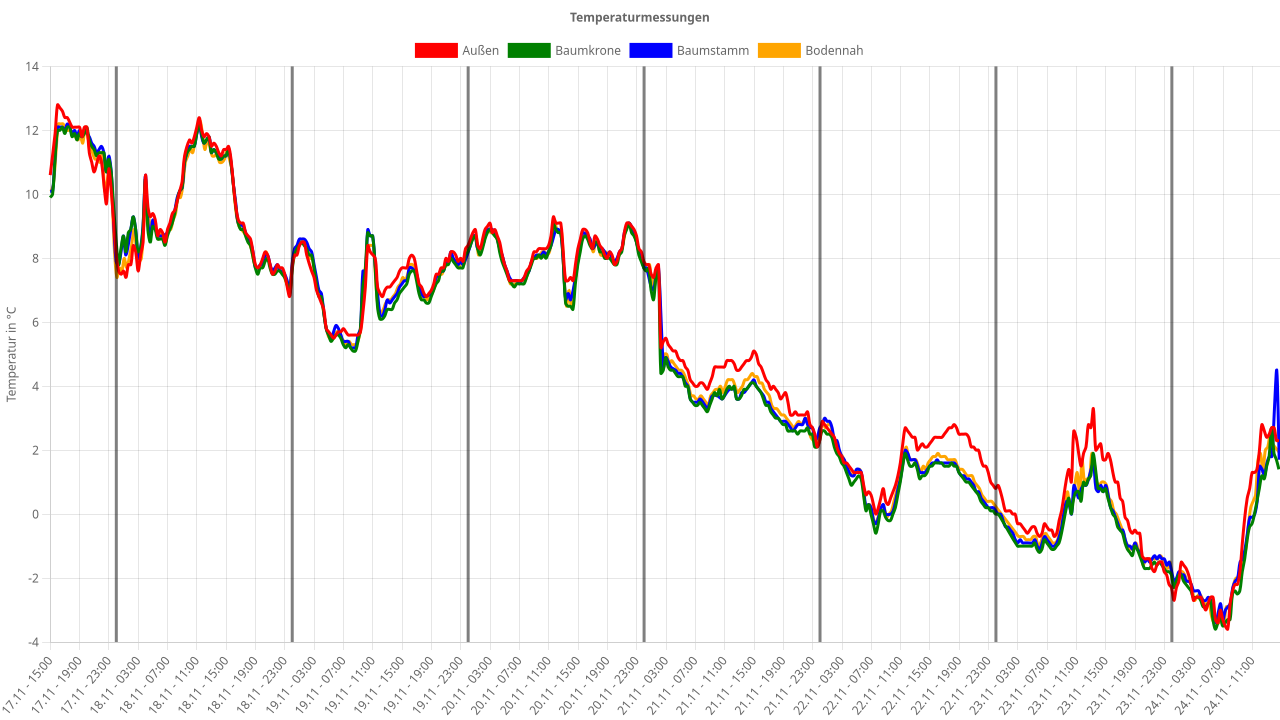 Temperaturmessungen
Außen Baumkrone Baumstamm Bodennah
Temperatur in °C
14
12
10
8
6
4
2
0
-2
-4
17.11 - 15:00
17.11 - 19:00
17.11 - 23:00
18.11 - 03:00
18.11 - 07:00
18.11 - 11:00
18.11 - 15:00
18.11 - 19:00
18.11 - 23:00
19.11 - 03:00
19.11 - 07:00
19.11 - 11:00
19.11 - 15:00
19.11 - 19:00
19.11 - 23:00
20.11 - 03:00
20.11 - 07:00
20.11 - 11:00
20.11 - 15:00
20.11 - 19:00
20.11 - 23:00
21.11 - 03:00
21.11 - 07:00
21.11 - 11:00
21.11 - 15:00
21.11 - 19:00
21.11 - 23:00
22.11 - 03:00
22.11 - 07:00
22.11 - 11:00
22.11 - 15:00
22.11 - 19:00
22.11 - 23:00
23.11 - 03:00
23.11 - 07:00
23.11 - 11:00
23.11 - 15:00
23.11 - 19:00
23.11 - 23:00
24.11 - 03:00
24.11 - 07:00
24.11 - 11:00